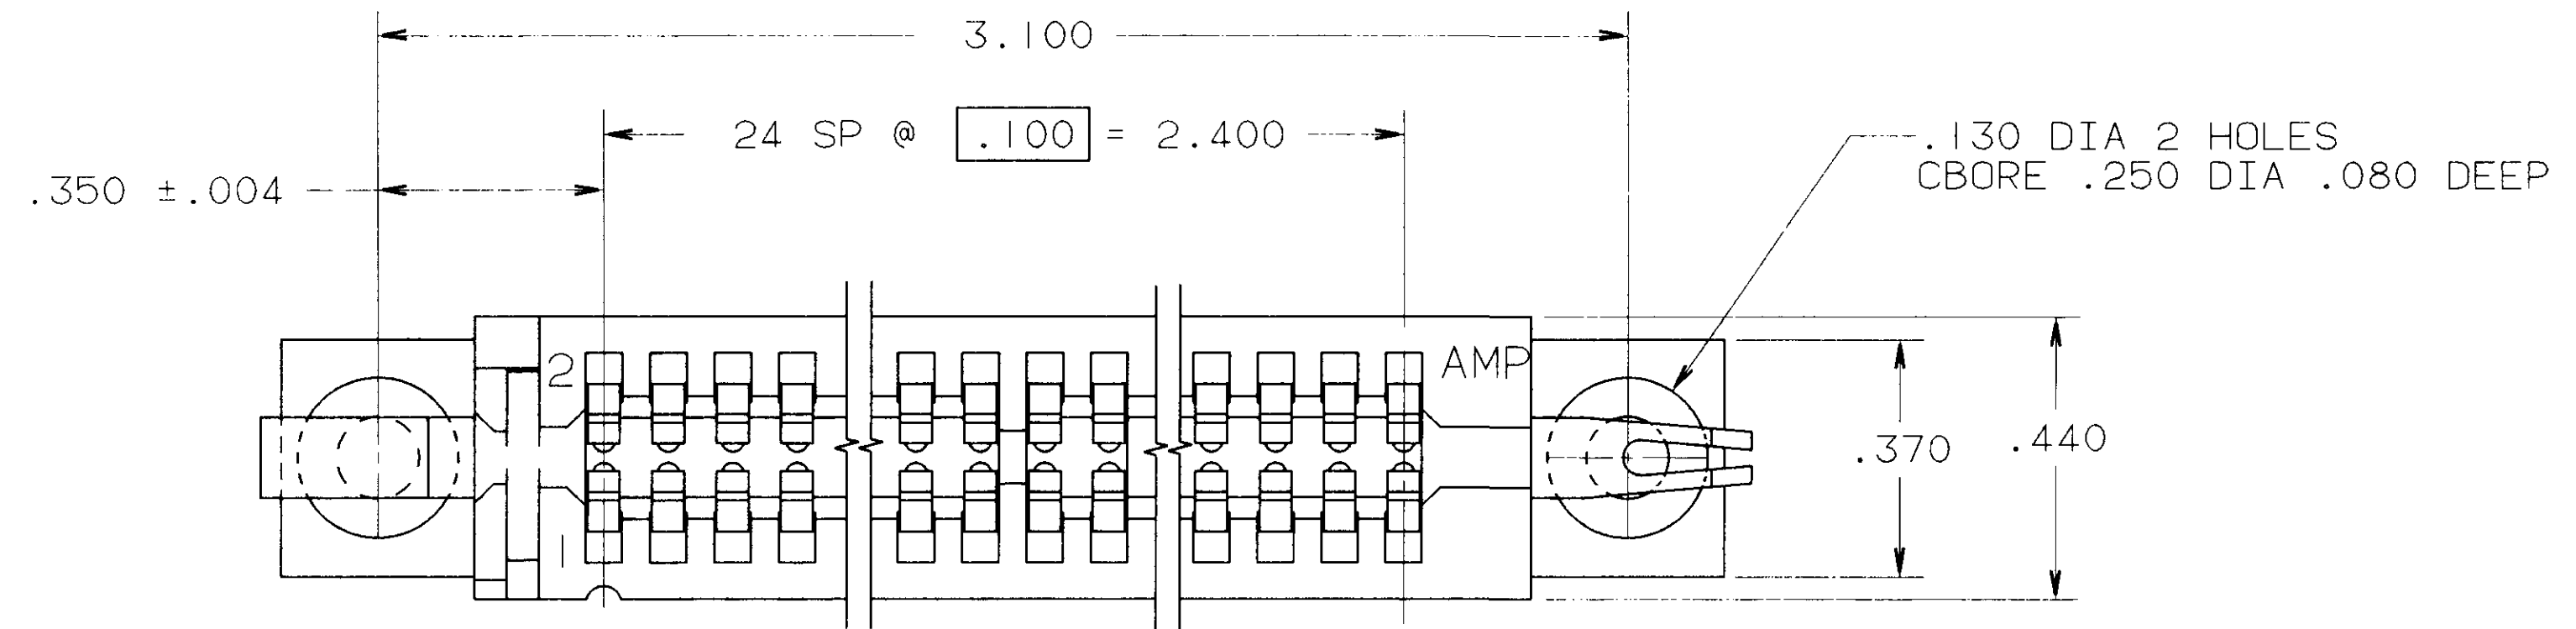 3.100
24 SP @ .100 = 2.400
.130 DIA 2 HOLES
CBORE .250 DIA .080 DEEP
.350 ±.004
2
AMP
.370
.440
1